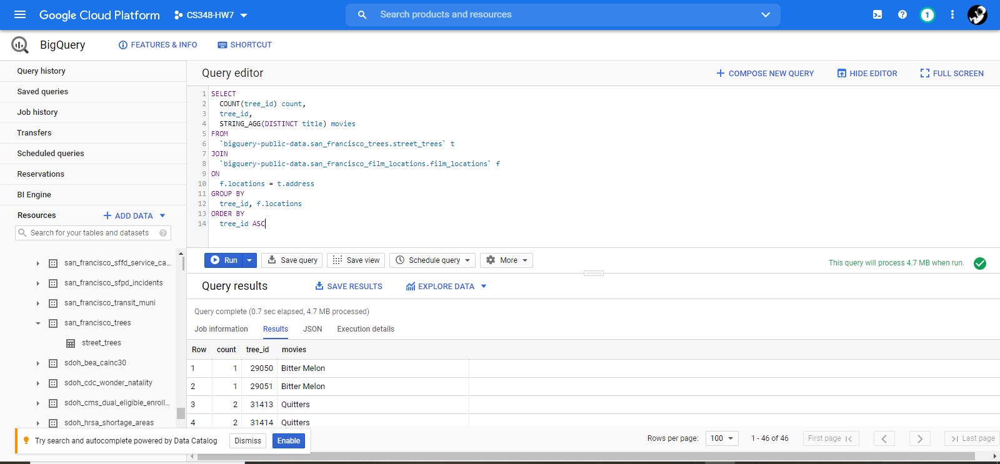 Google Cloud Platform CS348-HW7 Search products and resources 1
BigQuery FEATURES & INFO SHORTCUT
Query history
Saved queries
Job history
Transfers
Scheduled queries
Reservations
BI Engine
Resources ADD DATA
Search for your tables and datasets
san_francisco_sffd_service_ca...
san_francisco_sfpd_incidents
san_francisco_transit_muni
san_francisco_trees
street_trees
sdoh_bea_cainc30
sdoh_cdc_wonder_natality
sdoh_cms_dual_eligible_enroll...
sdoh_hrsa_shortage_areas
Try search and autocomplete powered by Data Catalog Dismiss Enable
Query editor COMPOSE NEW QUERY HIDE EDITOR FULL SCREEN
1 SELECT
2 COUNT(tree_id) count,
3 tree_id,
4 STRING_AGG(DISTINCT title) movies
5 FROM
6 `bigquery-public-data.san_francisco_trees.street_trees` t
7 JOIN
8 `bigquery-public-data.san_francisco_film_locations.film_locations` f
9 ON
10 f.locations = t.address
11 GROUP BY
12 tree_id, f.locations
13 ORDER BY
14 tree_id ASC
Run Save query Save view Schedule query More This query will process 4.7 MB when run.
Query results SAVE RESULTS EXPLORE DATA
Query complete (0.7 sec elapsed, 4.7 MB processed)
Job information Results JSON Execution details
Row count tree_id movies
1 1 29050 Bitter Melon
2 1 29051 Bitter Melon
3 2 31413 Quitters
4 2 31414 Quitters
Rows per page: 100 1 - 46 of 46 First page Last page